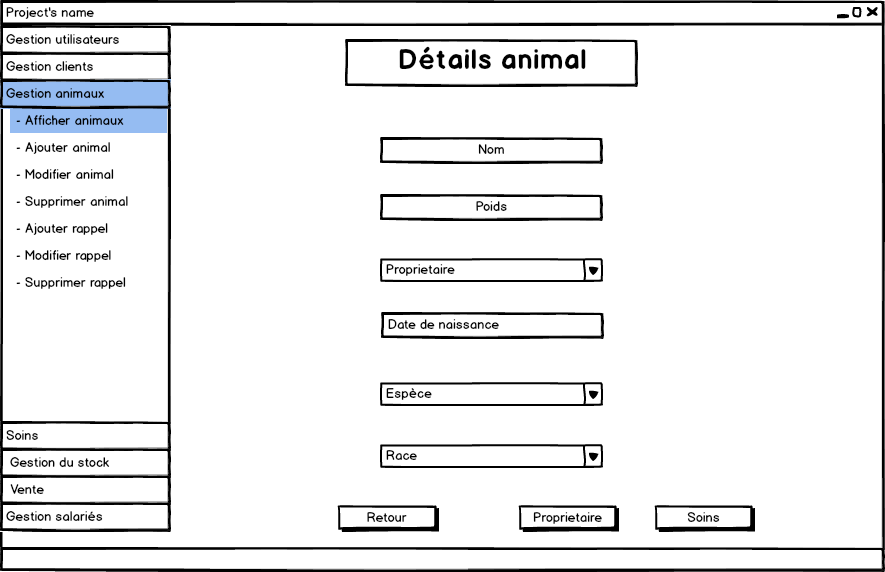 Project's name
Gestion utilisateurs
Gestion clients
Gestion animaux
- Afficher animaux
- Ajouter animal
- Modifier animal
- Supprimer animal
- Ajouter rappel
- Modifier rappel
- Supprimer rappel
Soins
Gestion du stock
Vente
Gestion salariés
Détails animal
Nom
Poids
Proprietaire
Date de naissance
Espèce
Race
Retour
Proprietaire
Soins